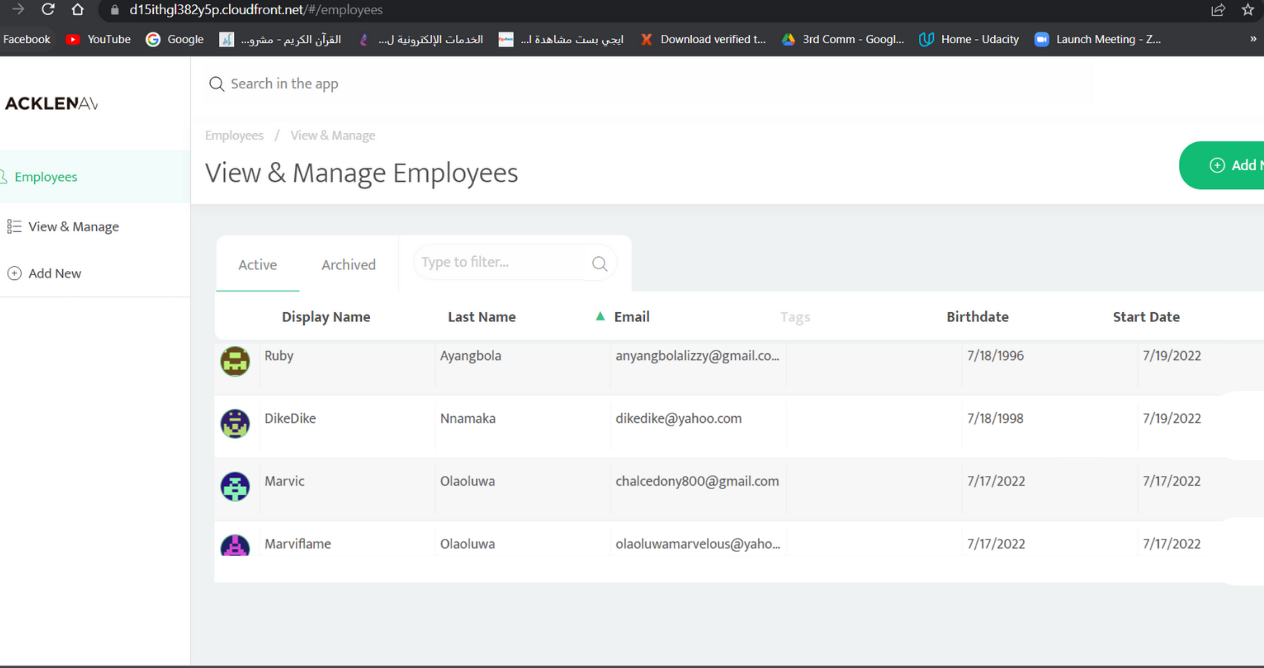 d15ithgl382y5p.cloudfront.net/#/employees
Facebook YouTube Google القرآن الكريم - مشرو... الخدمات الإلكترونية ل... ايجي بست مشاهدة ا... Download verified t... 3rd Comm - Googl... Home - Udacity Launch Meeting - Z... »
Search in the app
ACKLENAV
Employees / View & Manage
View & Manage Employees
Add N
Employees
View & Manage
Add New
Active Archived Type to filter...
Display Name Last Name Email Tags Birthdate Start Date
Ruby Ayangbola anyangbolalizzy@gmail.co... 7/18/1996 7/19/2022
DikeDike Nnamaka dikedike@yahoo.com 7/18/1998 7/19/2022
Marvic Olaoluwa chalcedony800@gmail.com 7/17/2022 7/17/2022
Marviflame Olaoluwa olaoluwamarvelous@yaho... 7/17/2022 7/17/2022